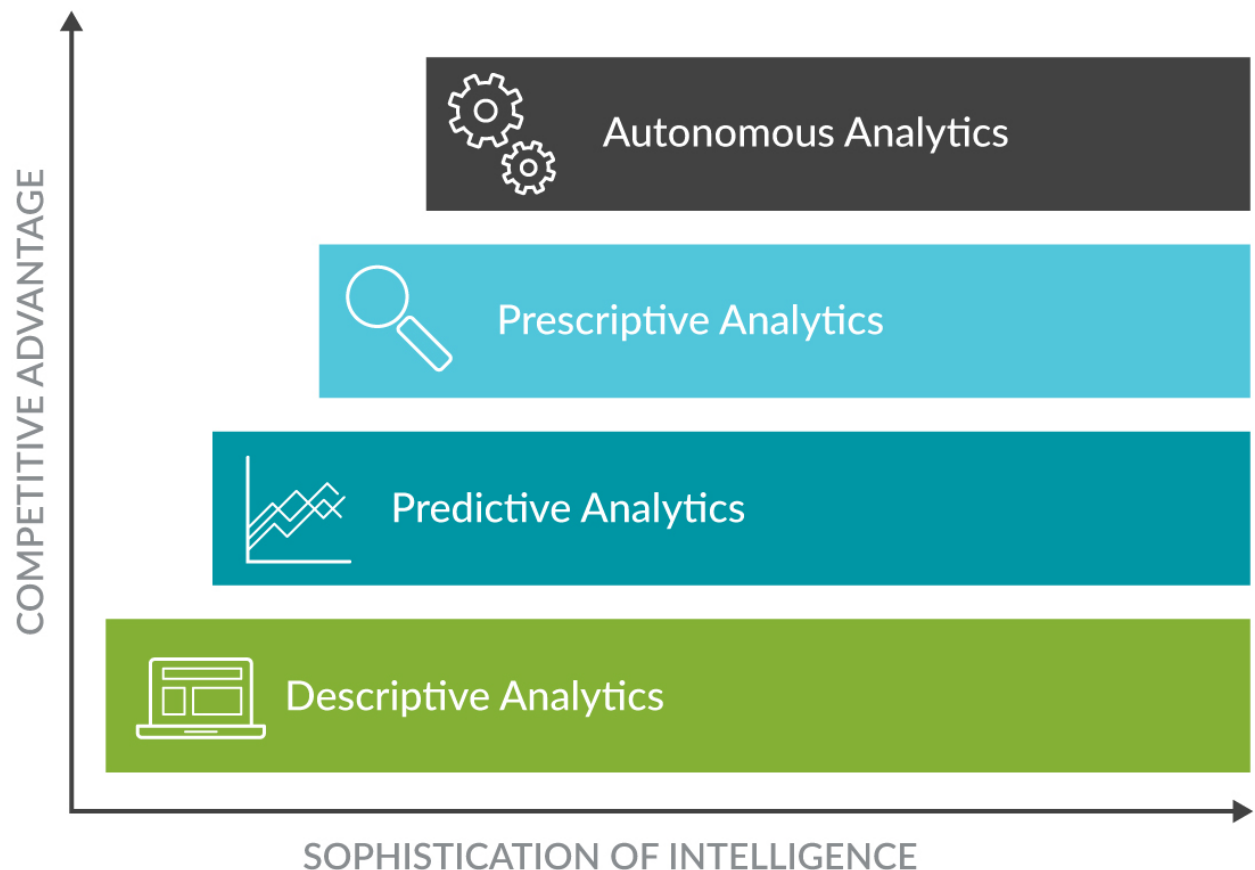 COMPETITIVE ADVANTAGE
Autonomous Analytics
Prescriptive Analytics
Predictive Analytics
Descriptive Analytics
SOPHISTICATION OF INTELLIGENCE